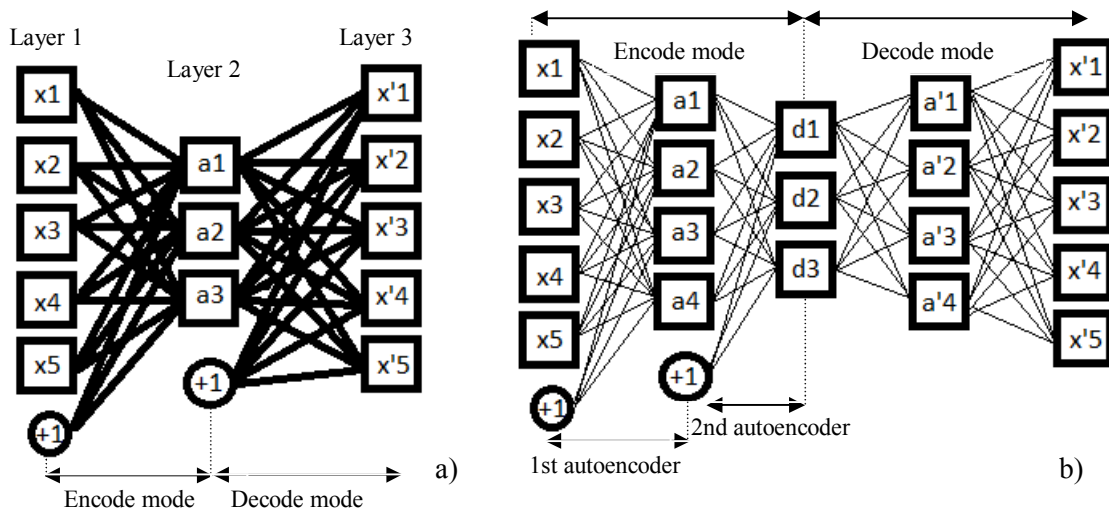 Layer 1
Layer 2
Layer 3
x1
x2
x3
x4
x5
+1
a1
a2
a3
+1
x'1
x'2
x'3
x'4
x'5
Encode mode
Decode mode
a)
Encode mode
Decode mode
x1
x2
x3
x4
x5
+1
a1
a2
a3
a4
+1
d1
d2
d3
a'1
a'2
a'3
a'4
x'1
x'2
x'3
x'4
x'5
2nd autoencoder
1st autoencoder
b)